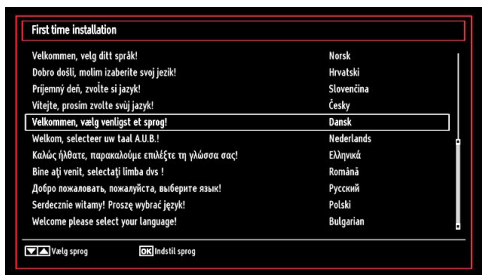 First time installation
Velkommen, velg ditt språk! Norsk
Dobro došli, molim izaberite svoj jezik! Hrvatski
Príjemný deň, zvoľte si jazyk! Slovenčina
Vítejte, prosím zvolte svůj jazyk! Česky
Velkommen, vælg venligst et sprog! Dansk
Welkom, selecteer uw taal A.U.B.! Nederlands
Καλώς ήλθατε, παρακαλούμε επιλέξτε τη γλώσσα σας! Ελληνικά
Bine aţi venit, selectaţi limba dvs ! Română
Добро пожаловать, пожалуйста, выберите язык! Русский
Serdecznie witamy! Proszę wybrać język! Polski
Welcome please select your language! Bulgarian
Vælg sprog OK Indstil sprog